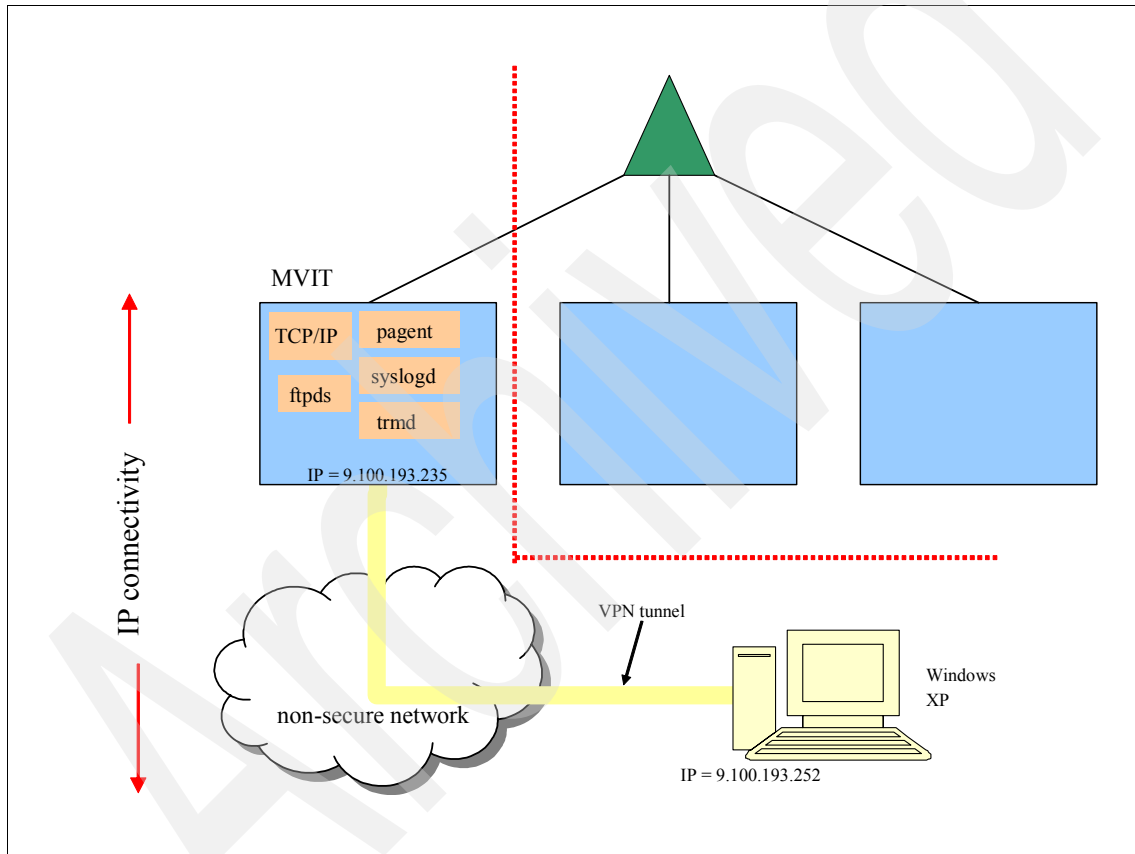 MVIT
TCP/IP
pagent
ftpds
syslogd
trmd
IP = 9.100.193.235
IP connectivity
VPN tunnel
non-secure network
Windows
XP
IP = 9.100.193.252
Archived